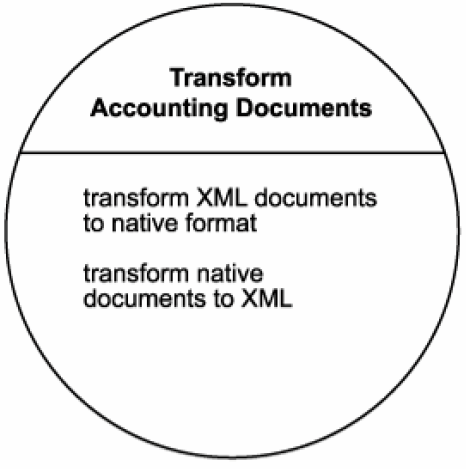 Transform
Accounting Documents
transform XML documents
to native format
transform native
documents to XML